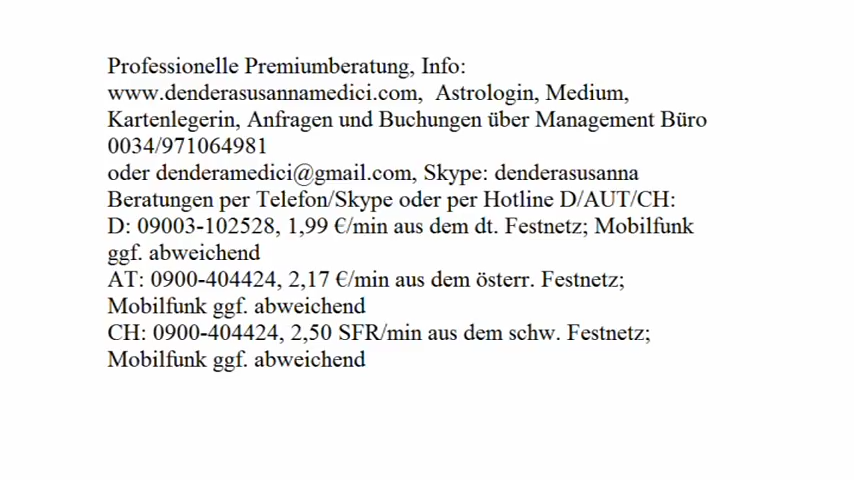 Professionelle Premiumberatung, Info:
www.denderasusannamedici.com,  Astrologin, Medium,
Kartenlegerin, Anfragen und Buchungen über Management Büro
0034/971064981
oder denderamedici@gmail.com, Skype: denderasusanna
Beratungen per Telefon/Skype oder per Hotline D/AUT/CH:
D: 09003-102528, 1,99 €/min aus dem dt. Festnetz; Mobilfunk
ggf. abweichend
AT: 0900-404424, 2,17 €/min aus dem österr. Festnetz;
Mobilfunk ggf. abweichend
CH: 0900-404424, 2,50 SFR/min aus dem schw. Festnetz;
Mobilfunk ggf. abweichend